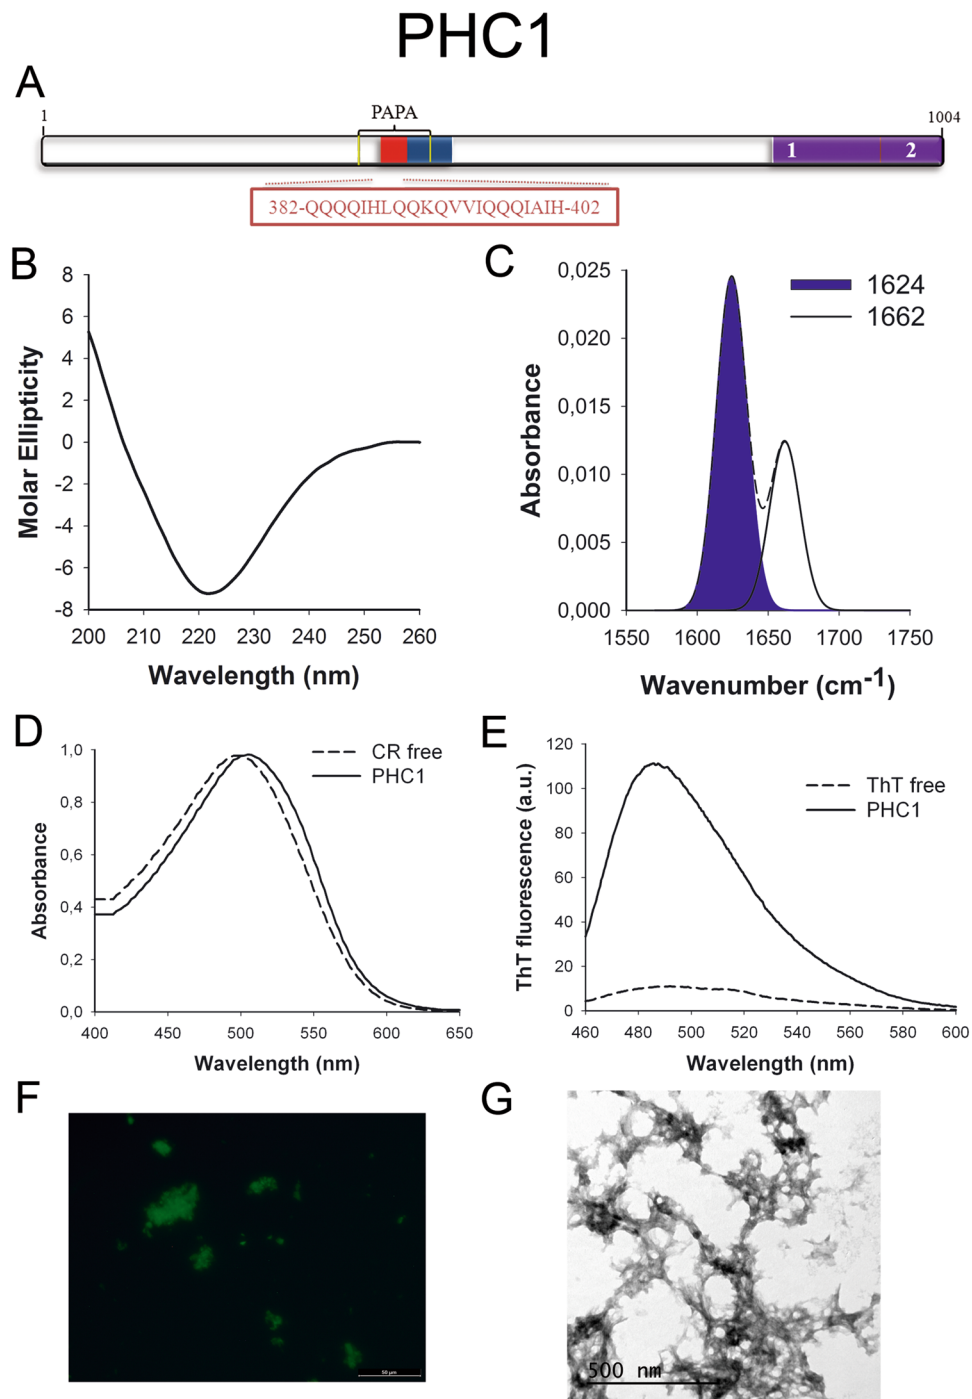 PHC1
A
1
PAPA
1004
1
2
382-QQQQIHLQQKQVVIQQQIAIH-402
B
8
6
4
2
0
-2
-4
-6
-8
Molar Ellipticity
200 210 220 230 240 250 260
Wavelength (nm)
C
0,025
0,020
0,015
0,010
0,005
0,000
Absorbance
1624
1662
1550 1600 1650 1700 1750
Wavenumber (cm-1)
D
1,0
0,8
0,6
0,4
0,2
0,0
Absorbance
CR free
PHC1
400 450 500 550 600 650
Wavelength (nm)
E
120
100
80
60
40
20
0
ThT fluorescence (a.u.)
ThT free
PHC1
460 480 500 520 540 560 580 600
Wavelength (nm)
F
50 µm
G
500 nm